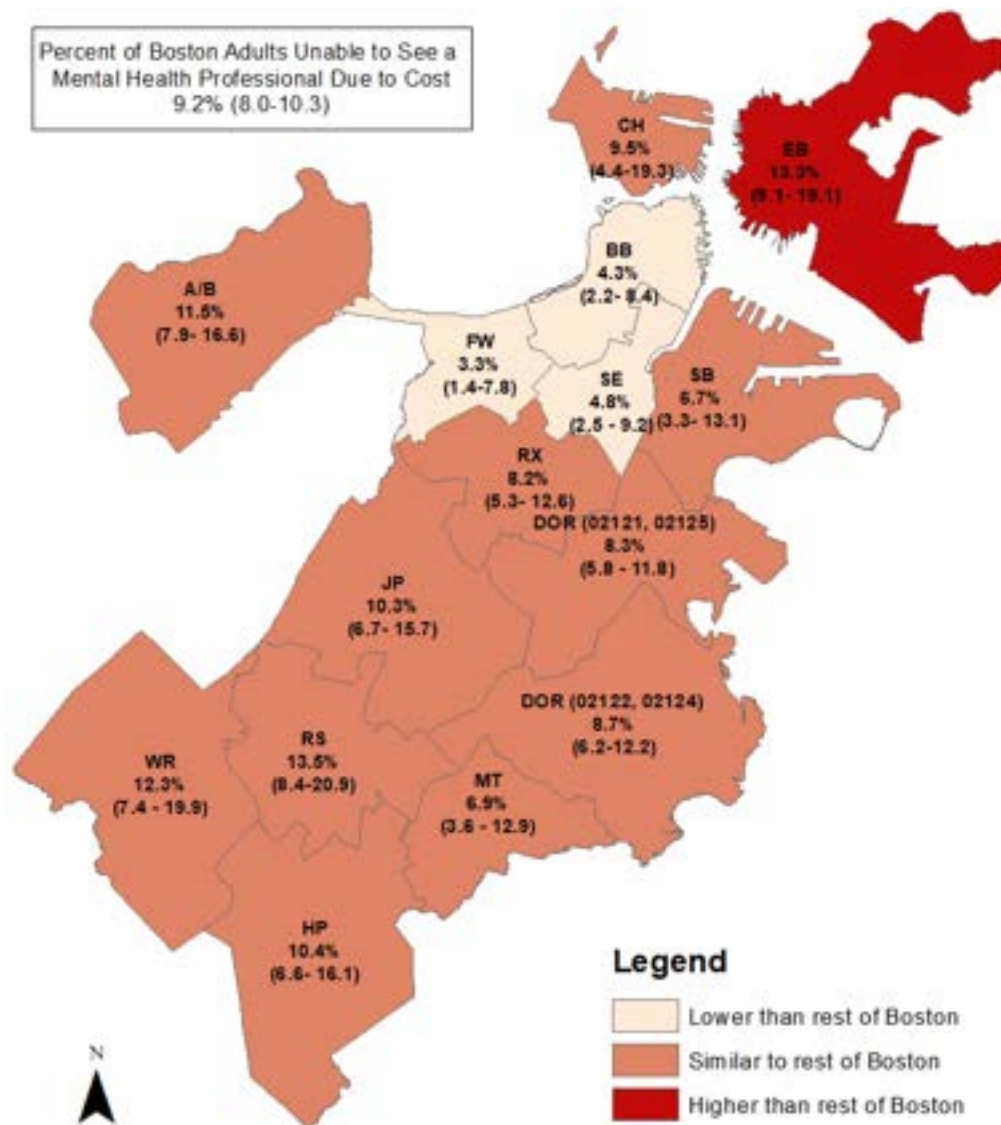 Percent of Boston Adults Unable to See a
Mental Health Professional Due to Cost
9.2% (8.0-10.3)
CH
9.5%
(4.4-19.3)
EB
13.3%
(9.1- 19.1)
BB
4.3%
(2.2- 8.4)
A/B
11.5%
(7.9- 16.6)
FW
3.3%
(1.4-7.8)
SE
4.8%
(2.5 - 9.2)
SB
6.7%
(3.3- 13.1)
RX
8.2%
(5.3- 12.6)
DOR (02121, 02125)
8.3%
(5.8 - 11.8)
JP
10.3%
(6.7- 15.7)
DOR (02122, 02124)
8.7%
(6.2-12.2)
RS
13.5%
(8.4-20.9)
WR
12.3%
(7.4 - 19.9)
MT
6.9%
(3.6 - 12.9)
HP
10.4%
(6.6- 16.1)
Legend
Lower than rest of Boston
Similar to rest of Boston
Higher than rest of Boston
N